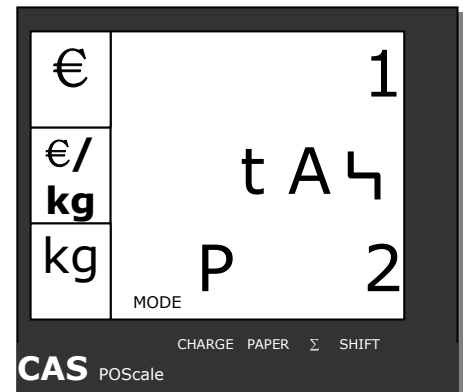 € 1
€/
kg
t A Կ
kg P 2
MODE
CHARGE PAPER Σ SHIFT
CAS POScale